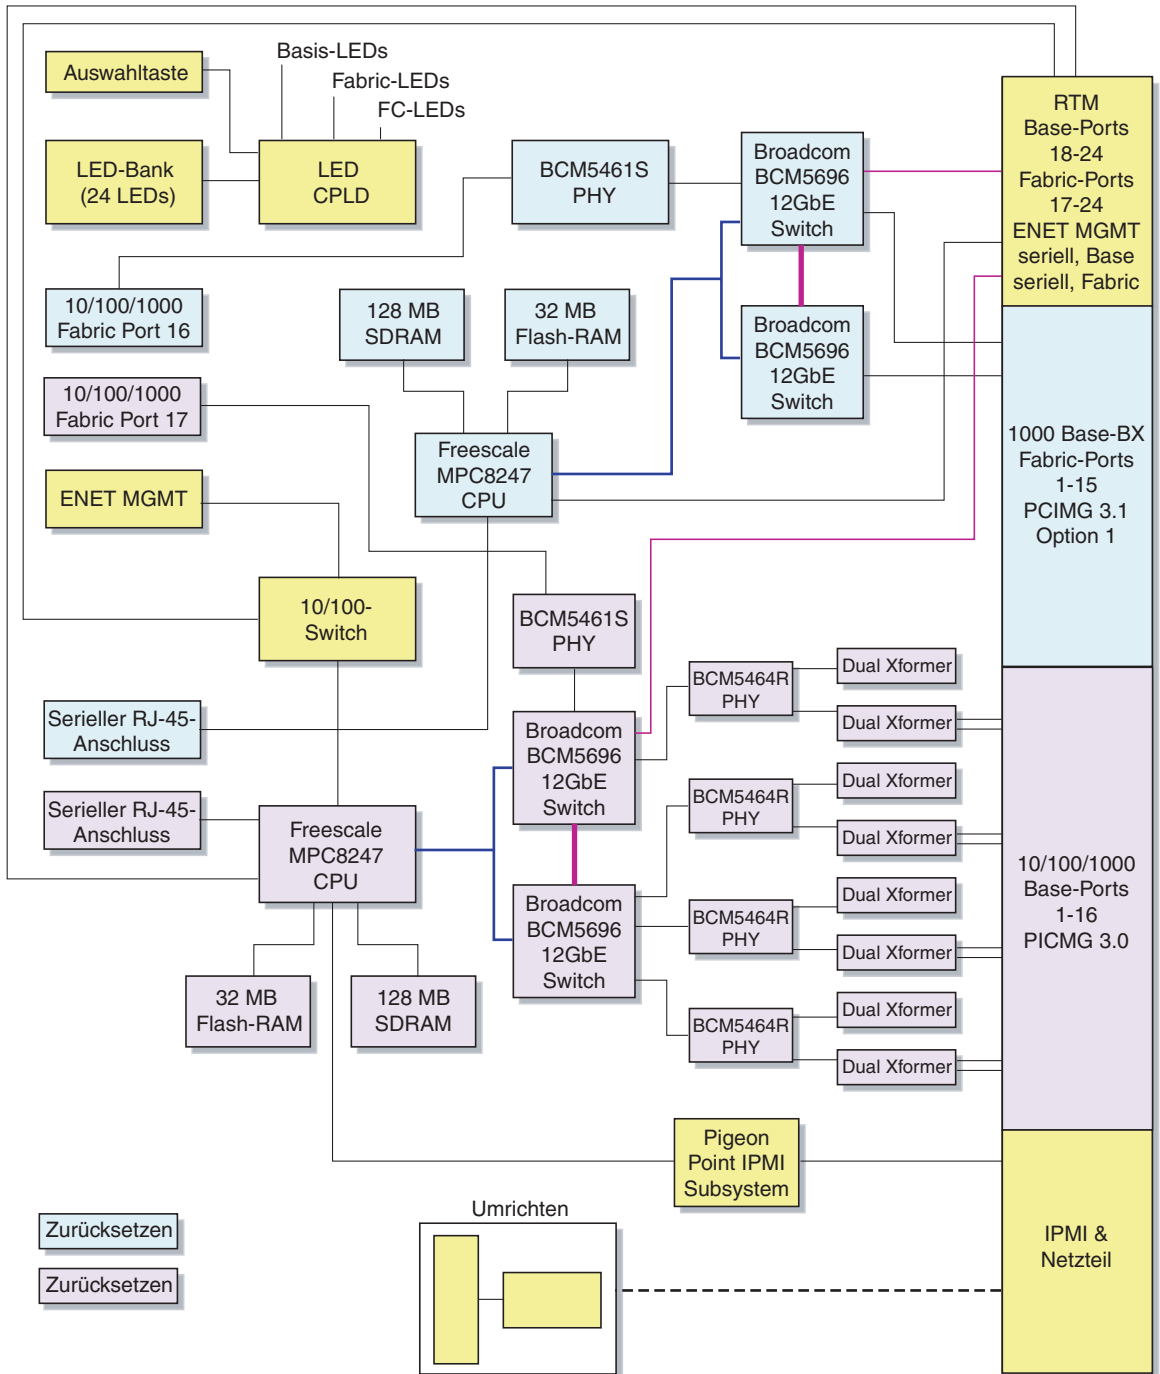 Basis-LEDs
Fabric-LEDs
FC-LEDs
Auswahltaste
LED-Bank
(24 LEDs)
LED
CPLD
BCM5461S
PHY
Broadcom
BCM5696
12GbE
Switch
RTM
Base-Ports
18-24
Fabric-Ports
17-24
ENET MGMT
seriell, Base
seriell, Fabric
10/100/1000
Fabric Port 16
128 MB
SDRAM
32 MB
Flash-RAM
Broadcom
BCM5696
12GbE
Switch
10/100/1000
Fabric Port 17
Freescale
MPC8247
CPU
1000 Base-BX
Fabric-Ports
1-15
PCIMG 3.1
Option 1
ENET MGMT
10/100-
Switch
BCM5461S
PHY
BCM5464R
PHY
Dual Xformer
Dual Xformer
Serieller RJ-45-
Anschluss
Broadcom
BCM5696
12GbE
Switch
BCM5464R
PHY
Dual Xformer
Dual Xformer
Serieller RJ-45-
Anschluss
Freescale
MPC8247
CPU
10/100/1000
Base-Ports
1-16
PICMG 3.0
Broadcom
BCM5696
12GbE
Switch
BCM5464R
PHY
Dual Xformer
Dual Xformer
32 MB
Flash-RAM
128 MB
SDRAM
BCM5464R
PHY
Dual Xformer
Dual Xformer
Pigeon
Point IPMI
Subsystem
Umrichten
Zurücksetzen
Zurücksetzen
IPMI &
Netzteil